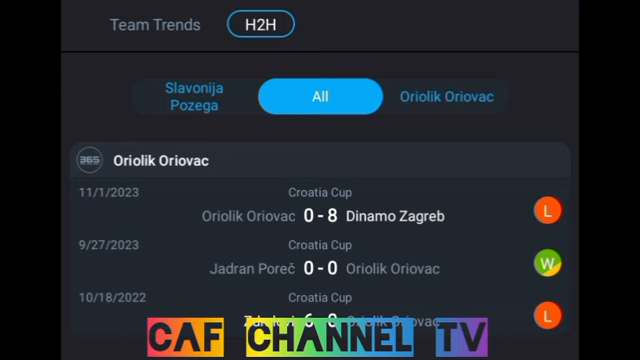 Team Trends H2H
Slavonija Pozega All Oriolik Oriovac
365 Oriolik Oriovac
11/1/2023 Croatia Cup
Oriolik Oriovac 0 - 8 Dinamo Zagreb L
9/27/2023 Croatia Cup
Jadran Poreč 0 - 0 Oriolik Oriovac W
10/18/2022 Croatia Cup
Oriolik Oriovac L
CAF CHANNEL TV